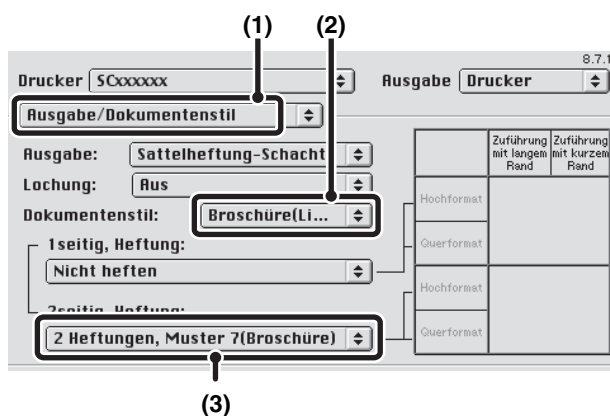 (1) (2)
8.7.1
Drucker SCxxxxxx Ausgabe Drucker
Ausgabe/Dokumentenstil
Ausgabe: Sattelheftung-Schacht
Lochung: Aus
Dokumentenstil: Broschüre(Li...
1seitig, Heftung:
Nicht heften
2seitig, Heftung:
2 Heftungen, Muster 7(Broschüre)
Zuführung mit langem Rand
Zuführung mit kurzem Rand
Hochformat
Querformat
Hochformat
Querformat
(3)